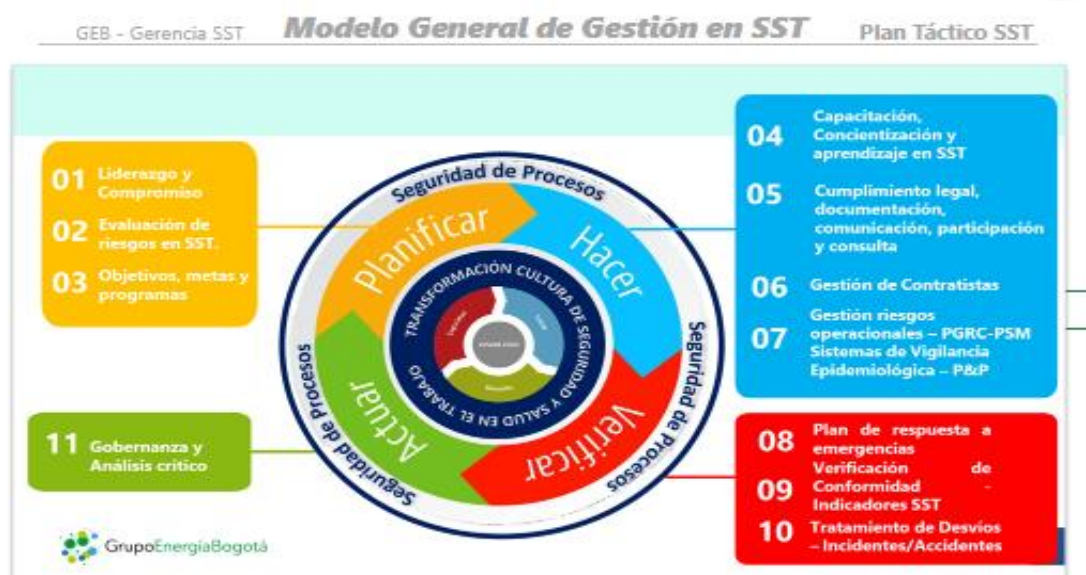 GEB - Gerencia SST
Modelo General de Gestión en SST
Plan Táctico SST
01 Liderazgo y
Compromiso
02 Evaluación de
riesgos en SST.
03 Objetivos, metas y
programas
04 Capacitación,
Concientización y
aprendizaje en SST
05 Cumplimiento legal,
documentación,
comunicación, participación
y consulta
06 Gestión de Contratistas
07 Gestión riesgos
operacionales – PGRC-PSM
Sistemas de Vigilancia
Epidemiológica – P&P
08 Plan de respuesta a
emergencias
09 Verificación de
Conformidad -
Indicadores SST
10 Tratamiento de Desvios
– Incidentes/Accidentes
11 Gobernanza y
Análisis critico
Seguridad de Procesos
Seguridad de Procesos
Seguridad de Procesos
Planificar
Hacer
Verificar
Actuar
TRANSFORMACIÓN CULTURA DE SEGURIDAD Y SALUD EN EL TRABAJO
GrupoEnergíaBogotá